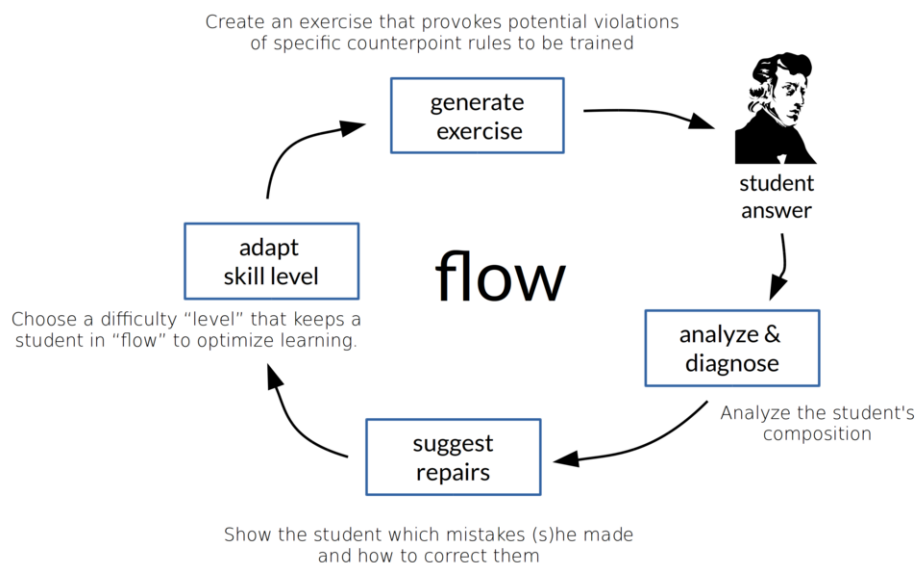 Create an exercise that provokes potential violations
of specific counterpoint rules to be trained
generate
exercise
student
answer
adapt
skill level
flow
Choose a difficulty “level” that keeps a
student in “flow” to optimize learning.
analyze &
diagnose
Analyze the student's
composition
suggest
repairs
Show the student which mistakes (s)he made
and how to correct them